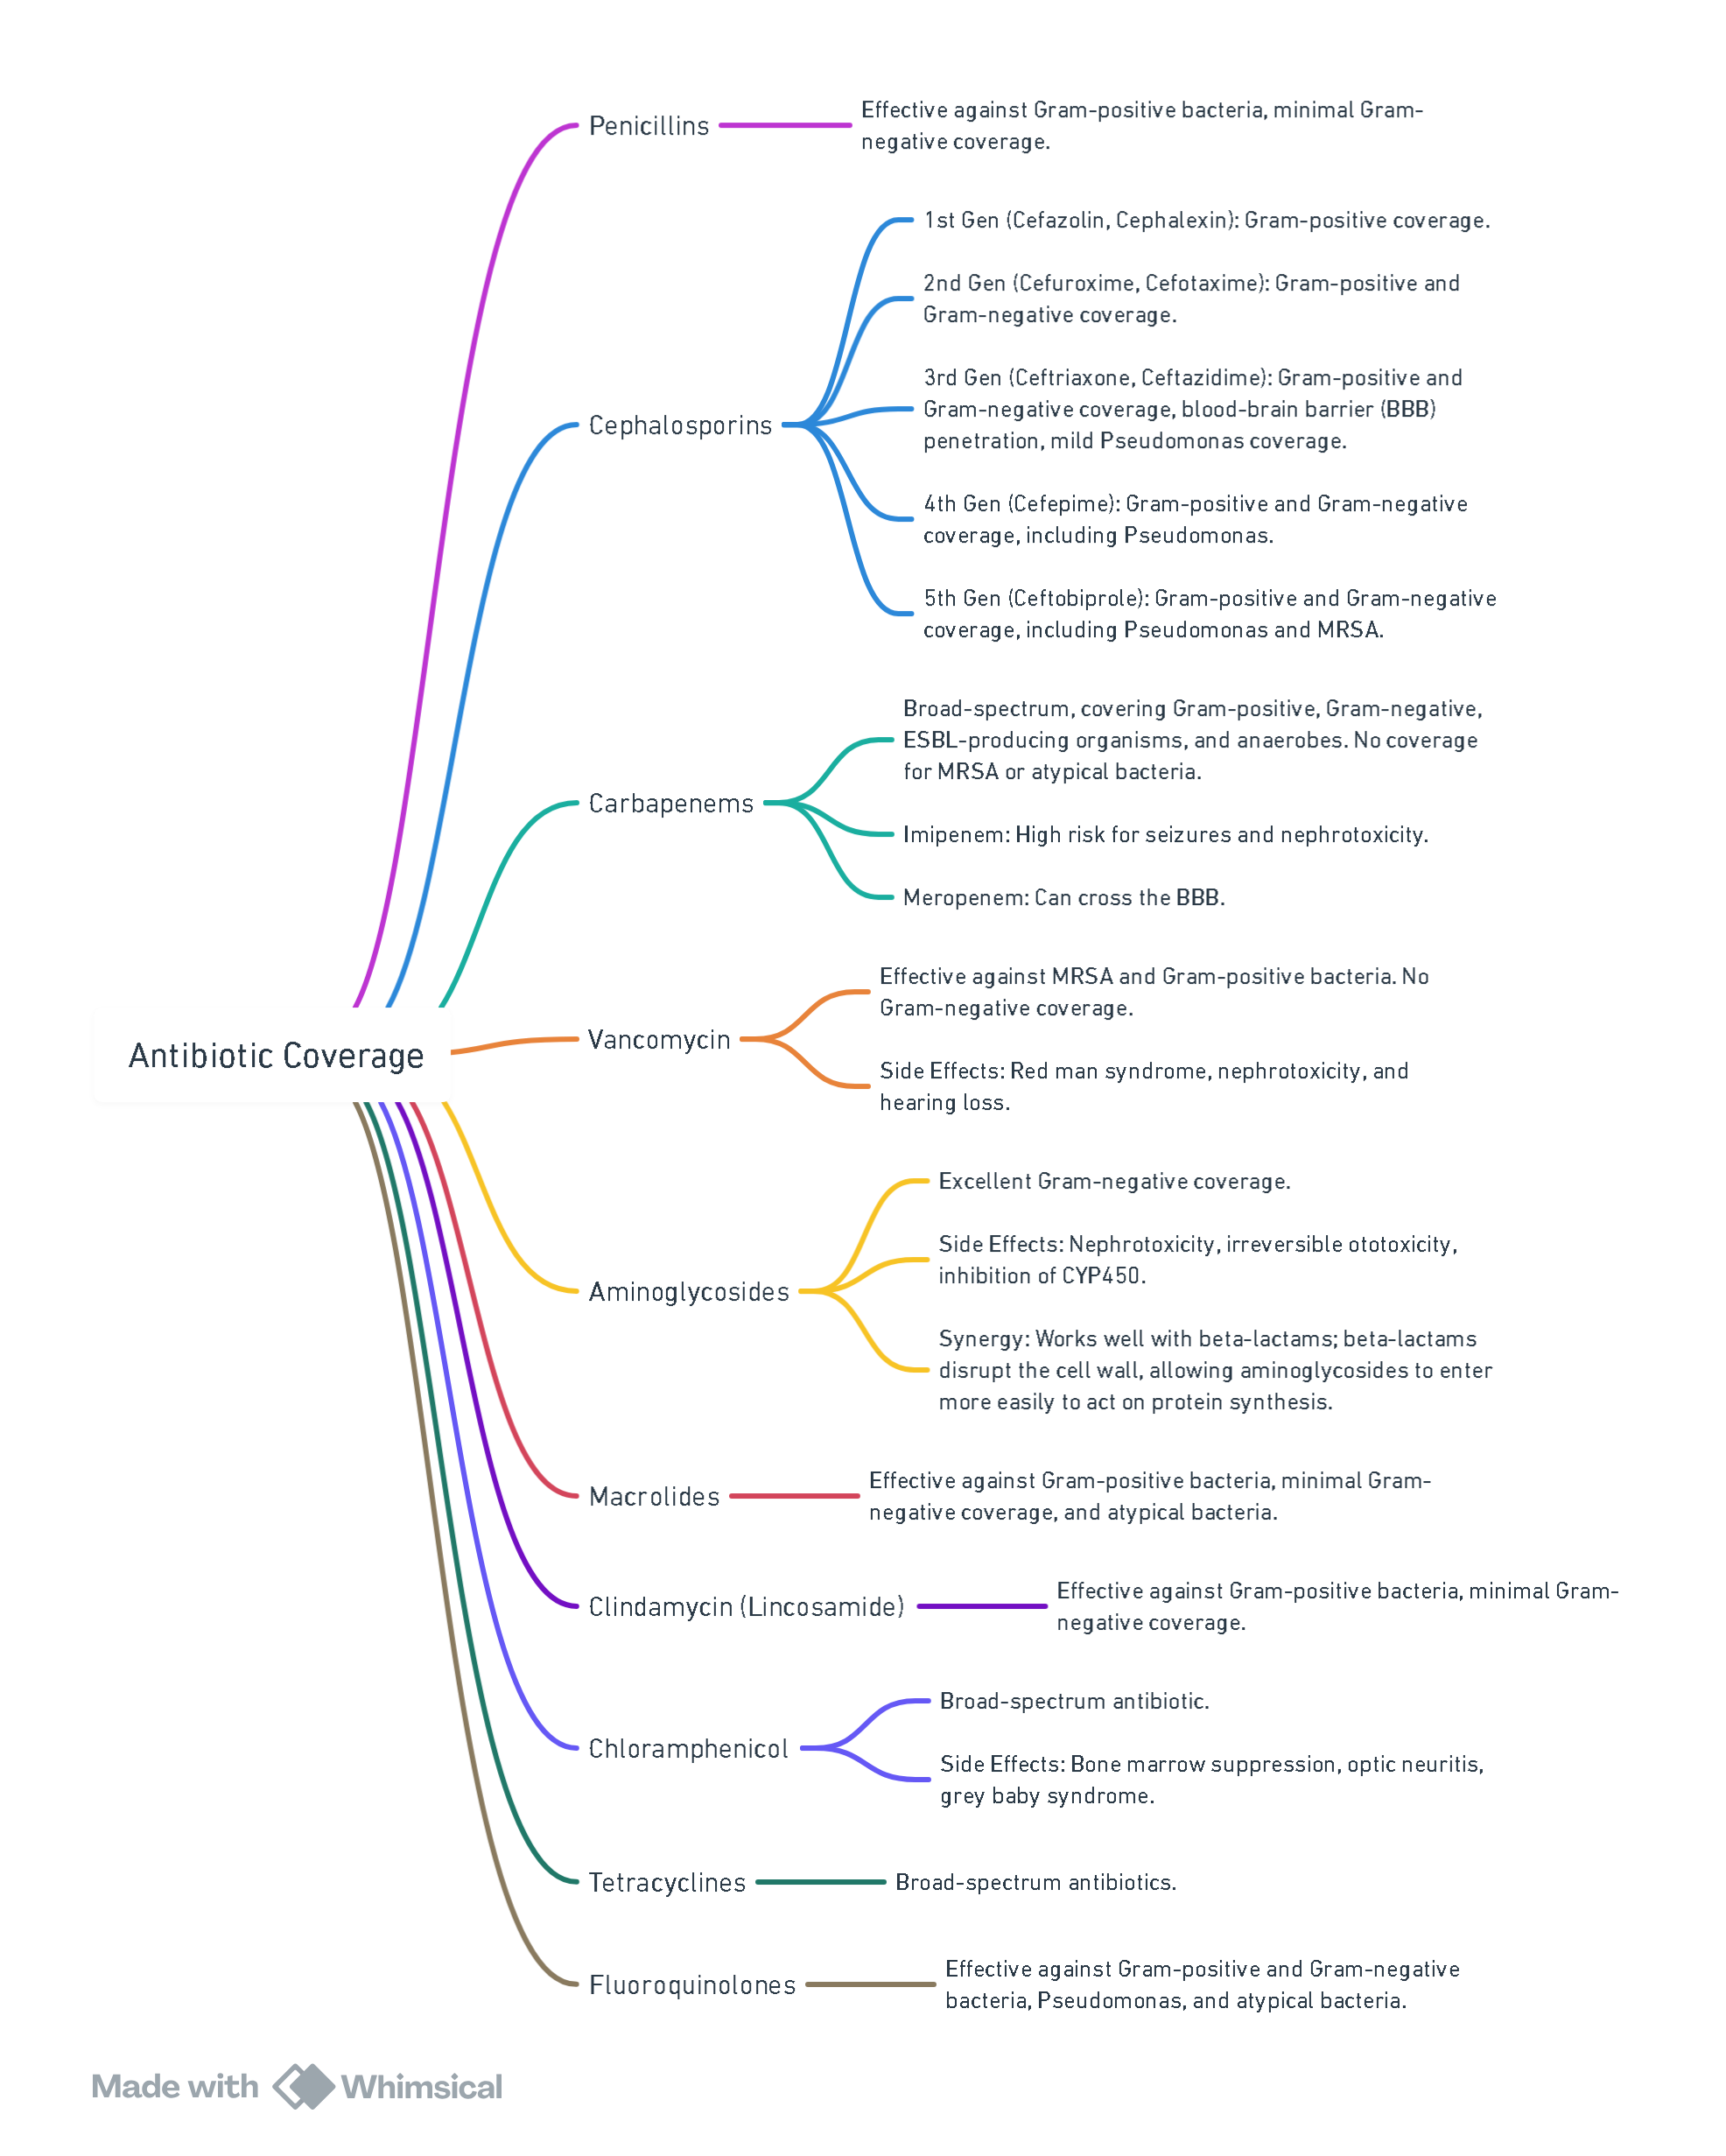 Penicillins
Effective against Gram-positive bacteria, minimal Gram-
negative coverage.
1st Gen (Cefazolin, Cephalexin): Gram-positive coverage.
2nd Gen (Cefuroxime, Cefotaxime): Gram-positive and
Gram-negative coverage.
3rd Gen (Ceftriaxone, Ceftazidime): Gram-positive and
Gram-negative coverage, blood-brain barrier (BBB)
penetration, mild Pseudomonas coverage.
Cephalosporins
4th Gen (Cefepime): Gram-positive and Gram-negative
coverage, including Pseudomonas.
5th Gen (Ceftobiprole): Gram-positive and Gram-negative
coverage, including Pseudomonas and MRSA.
Broad-spectrum, covering Gram-positive, Gram-negative,
ESBL-producing organisms, and anaerobes. No coverage
for MRSA or atypical bacteria.
Carbapenems
Imipenem: High risk for seizures and nephrotoxicity.
Meropenem: Can cross the BBB.
Effective against MRSA and Gram-positive bacteria. No
Gram-negative coverage.
Vancomycin
Antibiotic Coverage
Side Effects: Red man syndrome, nephrotoxicity, and
hearing loss.
Excellent Gram-negative coverage.
Side Effects: Nephrotoxicity, irreversible ototoxicity,
inhibition of CYP450.
Aminoglycosides
Synergy: Works well with beta-lactams; beta-lactams
disrupt the cell wall, allowing aminoglycosides to enter
more easily to act on protein synthesis.
Macrolides
Effective against Gram-positive bacteria, minimal Gram-
negative coverage, and atypical bacteria.
Clindamycin (Lincosamide)
Effective against Gram-positive bacteria, minimal Gram-
negative coverage.
Broad-spectrum antibiotic.
Chloramphenicol
Side Effects: Bone marrow suppression, optic neuritis,
grey baby syndrome.
Tetracyclines
Broad-spectrum antibiotics.
Fluoroquinolones
Effective against Gram-positive and Gram-negative
bacteria, Pseudomonas, and atypical bacteria.
Made with Whimsical